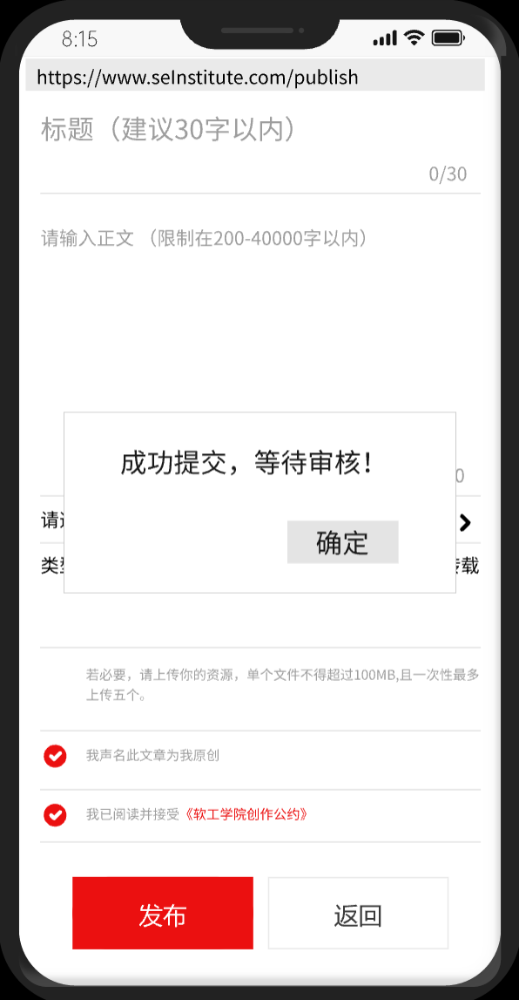 8:15
https://www.seInstitute.com/publish
标题（建议30字以内）
0/30
请输入正文 （限制在200-40000字以内）
成功提交，等待审核！
0
请
确定
载
若必要，请上传你的资源，单个文件不得超过100MB,且一次性最多
上传五个。
我声名此文章为我原创
我已阅读并接受《软工学院创作公约》
发布
返回